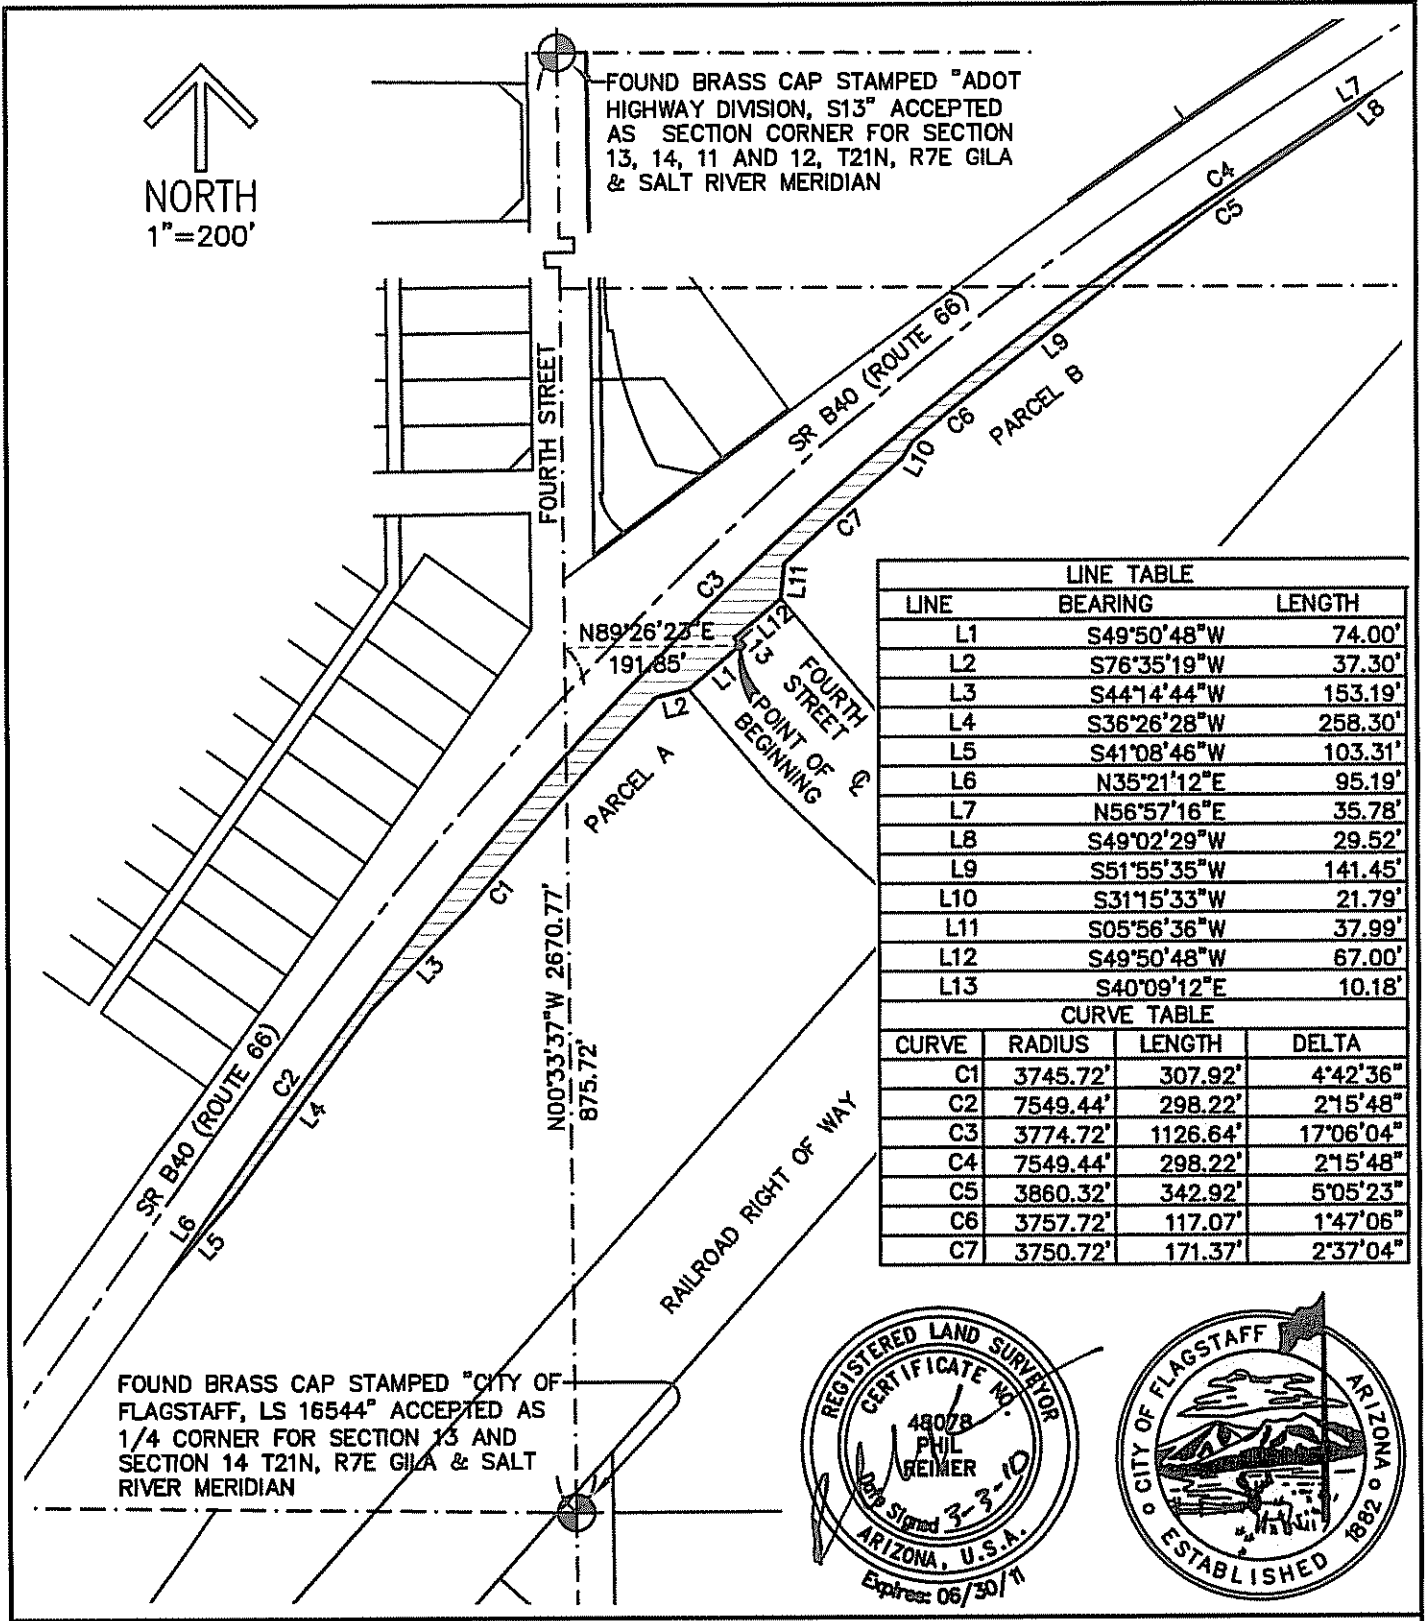 NORTH
1"=200'
FOUND BRASS CAP STAMPED "ADOT
HIGHWAY DIVISION, S13" ACCEPTED
AS SECTION CORNER FOR SECTION
13, 14, 11 AND 12, T21N, R7E GILA
& SALT RIVER MERIDIAN
L7
L8
C4
C5
FOURTH STREET
SR B40 (ROUTE 66)
L9
PARCEL B
C6
L10
C7
C3
L11
L12
N89°26'23"E
191.85'
13
L1
L2
FOURTH
STREET
POINT OF
BEGINNING
℄
PARCEL A
C1
L3
N00°33'37"W 2670.77'
875.72'
C2
L4
SR B40 (ROUTE 66)
L6
L5
RAILROAD RIGHT OF WAY
LINE TABLE
LINE BEARING LENGTH
L1 S49°50'48"W 74.00'
L2 S76°35'19"W 37.30'
L3 S44°14'44"W 153.19'
L4 S36°26'28"W 258.30'
L5 S41°08'46"W 103.31'
L6 N35°21'12"E 95.19'
L7 N56°57'16"E 35.78'
L8 S49°02'29"W 29.52'
L9 S51°55'35"W 141.45'
L10 S31°15'33"W 21.79'
L11 S05°56'36"W 37.99'
L12 S49°50'48"W 67.00'
L13 S40°09'12"E 10.18'
CURVE TABLE
CURVE RADIUS LENGTH DELTA
C1 3745.72' 307.92' 4°42'36"
C2 7549.44' 298.22' 2°15'48"
C3 3774.72' 1126.64' 17°06'04"
C4 7549.44' 298.22' 2°15'48"
C5 3860.32' 342.92' 5°05'23"
C6 3757.72' 117.07' 1°47'06"
C7 3750.72' 171.37' 2°37'04"
FOUND BRASS CAP STAMPED "CITY OF
FLAGSTAFF, LS 16544" ACCEPTED AS
1/4 CORNER FOR SECTION 13 AND
SECTION 14 T21N, R7E GILA & SALT
RIVER MERIDIAN
REGISTERED LAND SURVEYOR
CERTIFICATE NO.
48078
PHIL
REIMER
Date Signed 3-3-10
ARIZONA, U.S.A.
Expires: 06/30/11
CITY OF FLAGSTAFF
ARIZONA
ESTABLISHED 1882